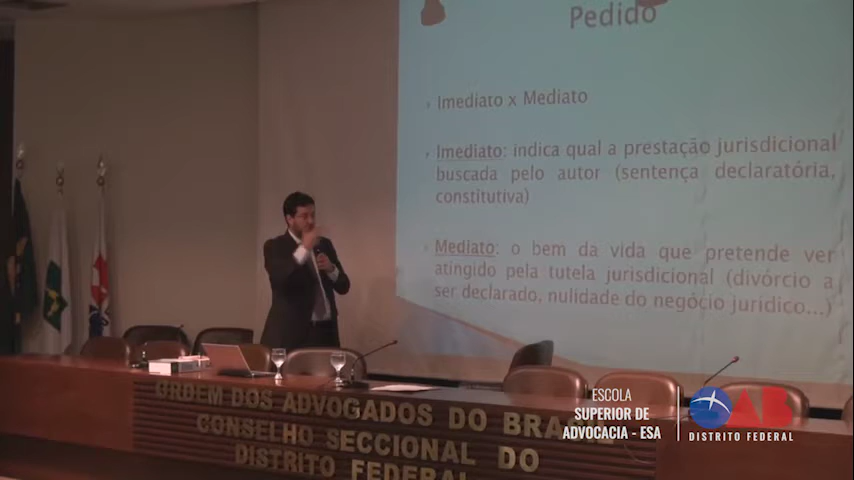 Pedido
Imediato x Mediato
Imediato: indica qual a prestação jurisdicional
buscada pelo autor (sentença declaratória,
constitutiva)
Mediato: o bem da vida que pretende ver
atingido pela tutela jurisdicional (divórcio a
ser declarado, nulidade do negócio jurídico...)
ORDEM DOS ADVOGADOS DO BRASIL
CONSELHO SECCIONAL DO
DISTRITO FEDERAL
ESCOLA
SUPERIOR DE
ADVOCACIA - ESA
OAB
DISTRITO FEDERAL